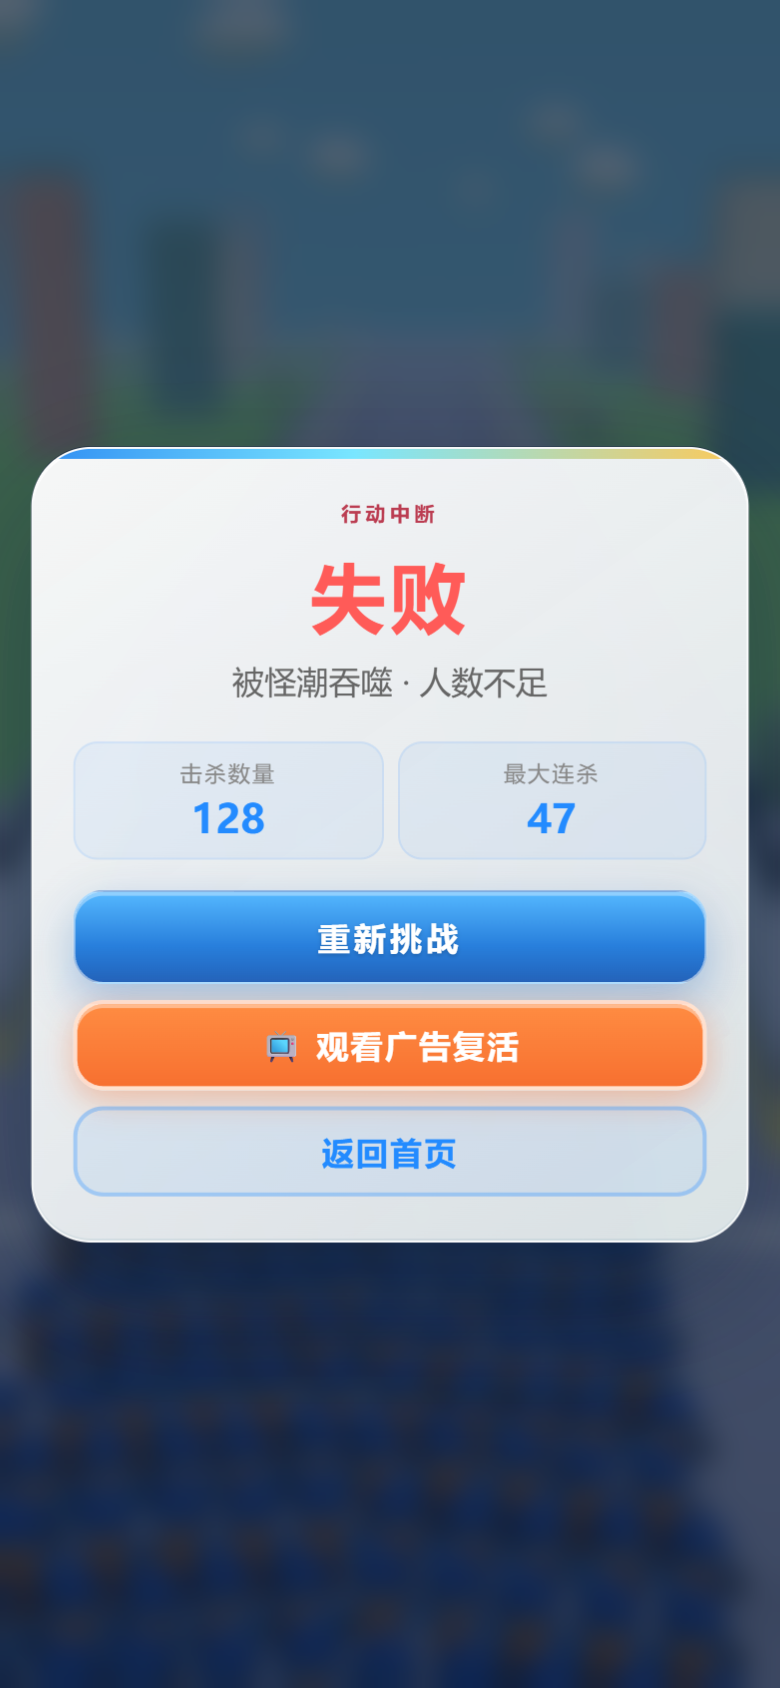 行动中断
失败
被怪潮吞噬 · 人数不足
击杀数量
128
最大连杀
47
重新挑战
观看广告复活
返回首页